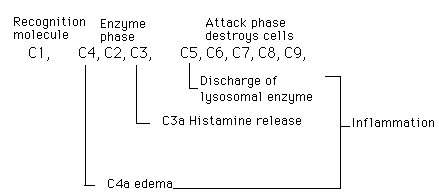 Recognition molecule
Enzyme phase
Attack phase destroys cells
C1, C4, C2, C3, C5, C6, C7, C8, C9,
Discharge of
lysosomal enzyme
C3a Histamine release
Inflammation
C4a edema